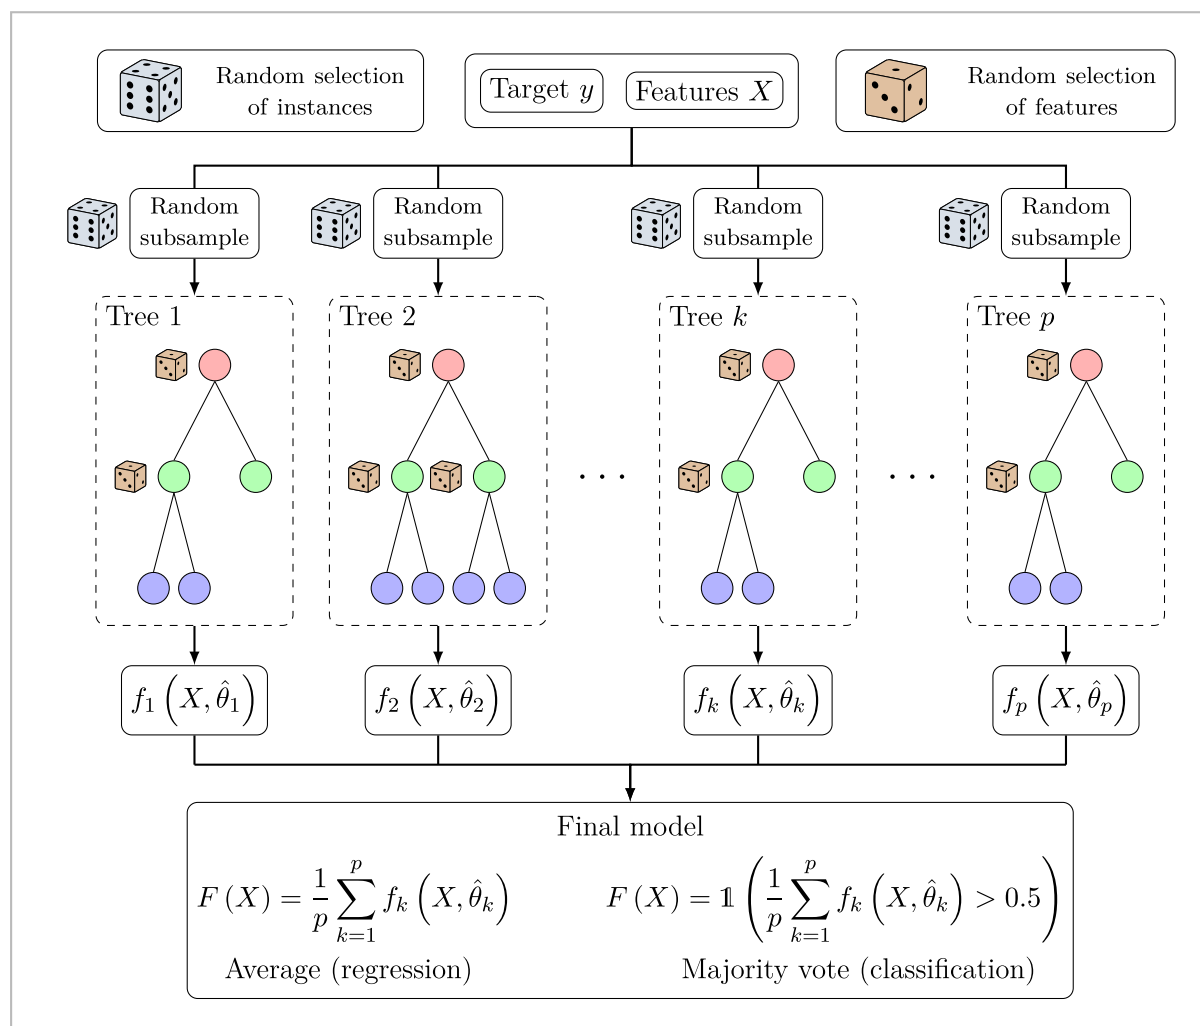 Random selection
of instances
Target y
Features X
Random selection
of features
Random
subsample
Random
subsample
Random
subsample
Random
subsample
Tree 1
Tree 2
Tree k
Tree p
· · ·
· · ·
f₁ (X, θ̂₁)
f₂ (X, θ̂₂)
fₖ (X, θ̂ₖ)
fₚ (X, θ̂ₚ)
Final model
F (X) = 1/p ∑ₖ₌₁ᵖ fₖ (X, θ̂ₖ)
F (X) = 𝟙 (1/p ∑ₖ₌₁ᵖ fₖ (X, θ̂ₖ) > 0.5)
Average (regression)
Majority vote (classification)